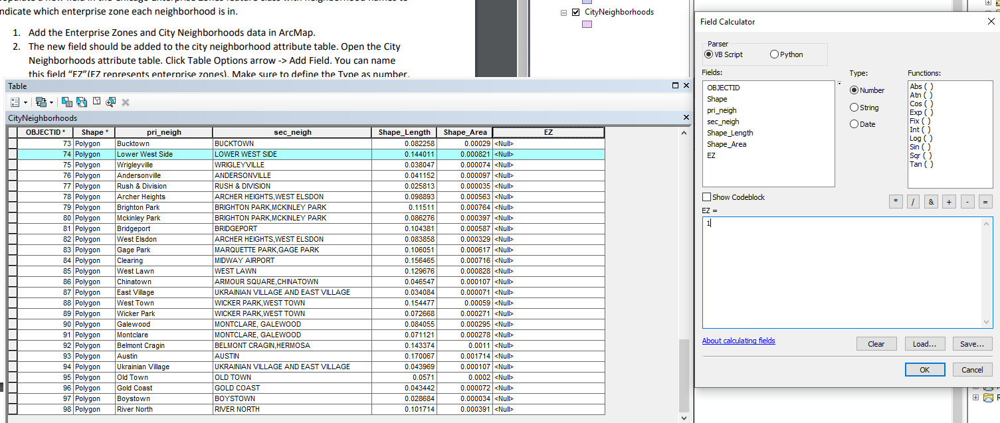 ndicate which enterprise zone each neighborhood is in.
1. Add the Enterprise Zones and City Neighborhoods data in ArcMap.
2. The new field should be added to the city neighborhood attribute table. Open the City
Neighborhoods attribute table. Click Table Options arrow -> Add Field. You can name
this field "EZ"(EZ represents enterprise zones). Make sure to define the Type as number.
CityNeighborhoods
Table
CityNeighborhoods
OBJECTID * Shape * pri_neigh sec_neigh Shape_Length Shape_Area EZ
73 Polygon Bucktown BUCKTOWN 0.082258 0.00029 <Null>
74 Polygon Lower West Side LOWER WEST SIDE 0.144011 0.000821 <Null>
75 Polygon Wrigleyville WRIGLEYVILLE 0.038047 0.000074 <Null>
76 Polygon Andersonville ANDERSONVILLE 0.041152 0.000097 <Null>
77 Polygon Rush & Division RUSH & DIVISION 0.025813 0.000035 <Null>
78 Polygon Archer Heights ARCHER HEIGHTS,WEST ELSDON 0.098893 0.000563 <Null>
79 Polygon Brighton Park BRIGHTON PARK,MCKINLEY PARK 0.11511 0.000764 <Null>
80 Polygon Mckinley Park BRIGHTON PARK,MCKINLEY PARK 0.086276 0.000397 <Null>
81 Polygon Bridgeport BRIDGEPORT 0.104381 0.000587 <Null>
82 Polygon West Elsdon ARCHER HEIGHTS,WEST ELSDON 0.083858 0.000329 <Null>
83 Polygon Gage Park MARQUETTE PARK,GAGE PARK 0.106051 0.000617 <Null>
84 Polygon Clearing MIDWAY AIRPORT 0.156465 0.000716 <Null>
85 Polygon West Lawn WEST LAWN 0.129676 0.000828 <Null>
86 Polygon Chinatown ARMOUR SQUARE,CHINATOWN 0.046547 0.000107 <Null>
87 Polygon East Village UKRAINIAN VILLAGE AND EAST VILLAGE 0.034084 0.000071 <Null>
88 Polygon West Town WICKER PARK,WEST TOWN 0.154477 0.00059 <Null>
89 Polygon Wicker Park WICKER PARK,WEST TOWN 0.072668 0.000271 <Null>
90 Polygon Galewood MONTCLARE, GALEWOOD 0.084055 0.000295 <Null>
91 Polygon Montclare MONTCLARE, GALEWOOD 0.071121 0.000278 <Null>
92 Polygon Belmont Cragin BELMONT CRAGIN,HERMOSA 0.143374 0.0011 <Null>
93 Polygon Austin AUSTIN 0.170067 0.001714 <Null>
94 Polygon Ukrainian Village UKRAINIAN VILLAGE AND EAST VILLAGE 0.043969 0.000107 <Null>
95 Polygon Old Town OLD TOWN 0.0571 0.0002 <Null>
96 Polygon Gold Coast GOLD COAST 0.043442 0.000072 <Null>
97 Polygon Boystown BOYSTOWN 0.028684 0.000034 <Null>
98 Polygon River North RIVER NORTH 0.101714 0.000391 <Null>
Field Calculator
Parser
VB Script Python
Fields:
OBJECTID
Shape
pri_neigh
sec_neigh
Shape_Length
Shape_Area
EZ
Type:
Number
String
Date
Functions:
Abs ( )
Atn ( )
Cos ( )
Exp ( )
Fix ( )
Int ( )
Log ( )
Sin ( )
Sqr ( )
Tan ( )
Show Codeblock
* / & + - =
EZ =
1
About calculating fields
Clear Load... Save...
OK Cancel